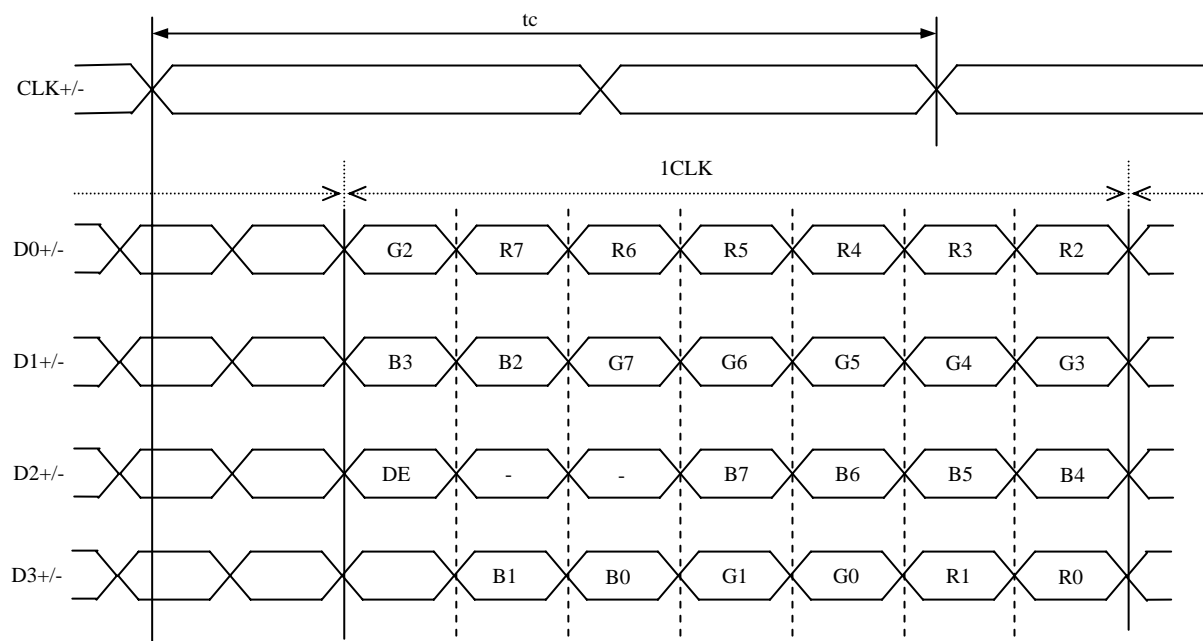 tc
CLK+/-
1CLK
D0+/- G2 R7 R6 R5 R4 R3 R2
D1+/- B3 B2 G7 G6 G5 G4 G3
D2+/- DE - - B7 B6 B5 B4
D3+/- B1 B0 G1 G0 R1 R0